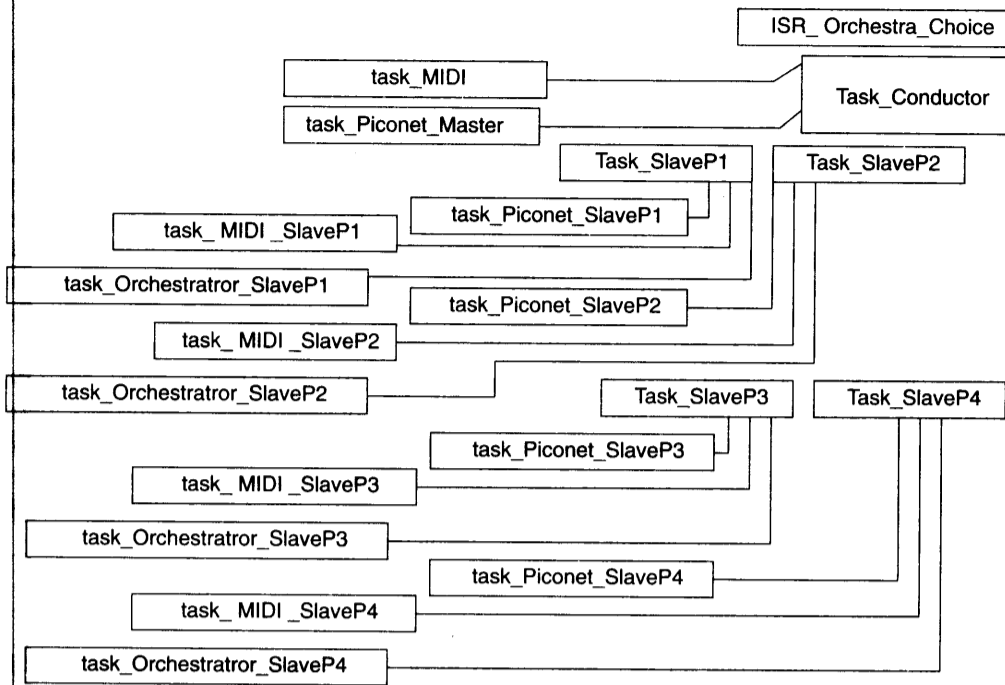 ISR_ Orchestra_Choice
task_MIDI
Task_Conductor
task_Piconet_Master
Task_SlaveP1
Task_SlaveP2
task_Piconet_SlaveP1
task_ MIDI _SlaveP1
task_Orchestratror_SlaveP1
task_Piconet_SlaveP2
task_ MIDI _SlaveP2
task_Orchestratror_SlaveP2
Task_SlaveP3
Task_SlaveP4
task_Piconet_SlaveP3
task_ MIDI _SlaveP3
task_Orchestratror_SlaveP3
task_Piconet_SlaveP4
task_ MIDI _SlaveP4
task_Orchestratror_SlaveP4